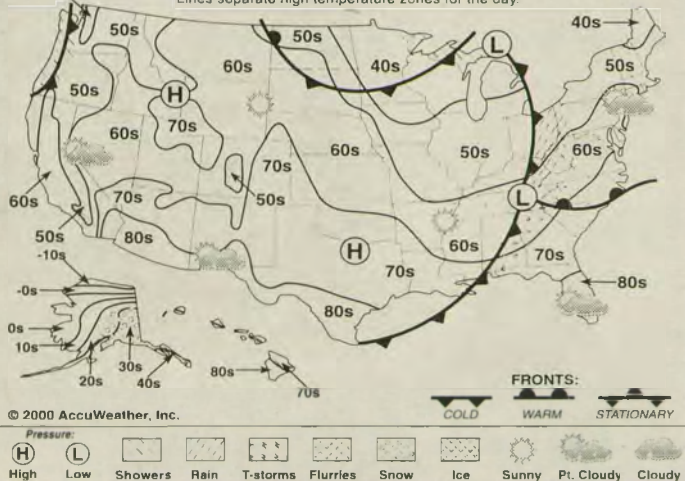 Lines separate high temperature zones for the day.
40s
50s
50s
L
50s
60s
40s
H
50s
70s
60s
60s
70s
60s
50s
50s
60s
70s
L
60s
80s
H
60s
70s
50s
-10s
70s
80s
-0s
80s
0s
10s
30s
20s
40s
80s
70s
FRONTS:
© 2000 AccuWeather, Inc.
COLD WARM STATIONARY
Pressure:
H L
High Low Showers Rain T-storms Flurries Snow Ice Sunny Pt. Cloudy Cloudy